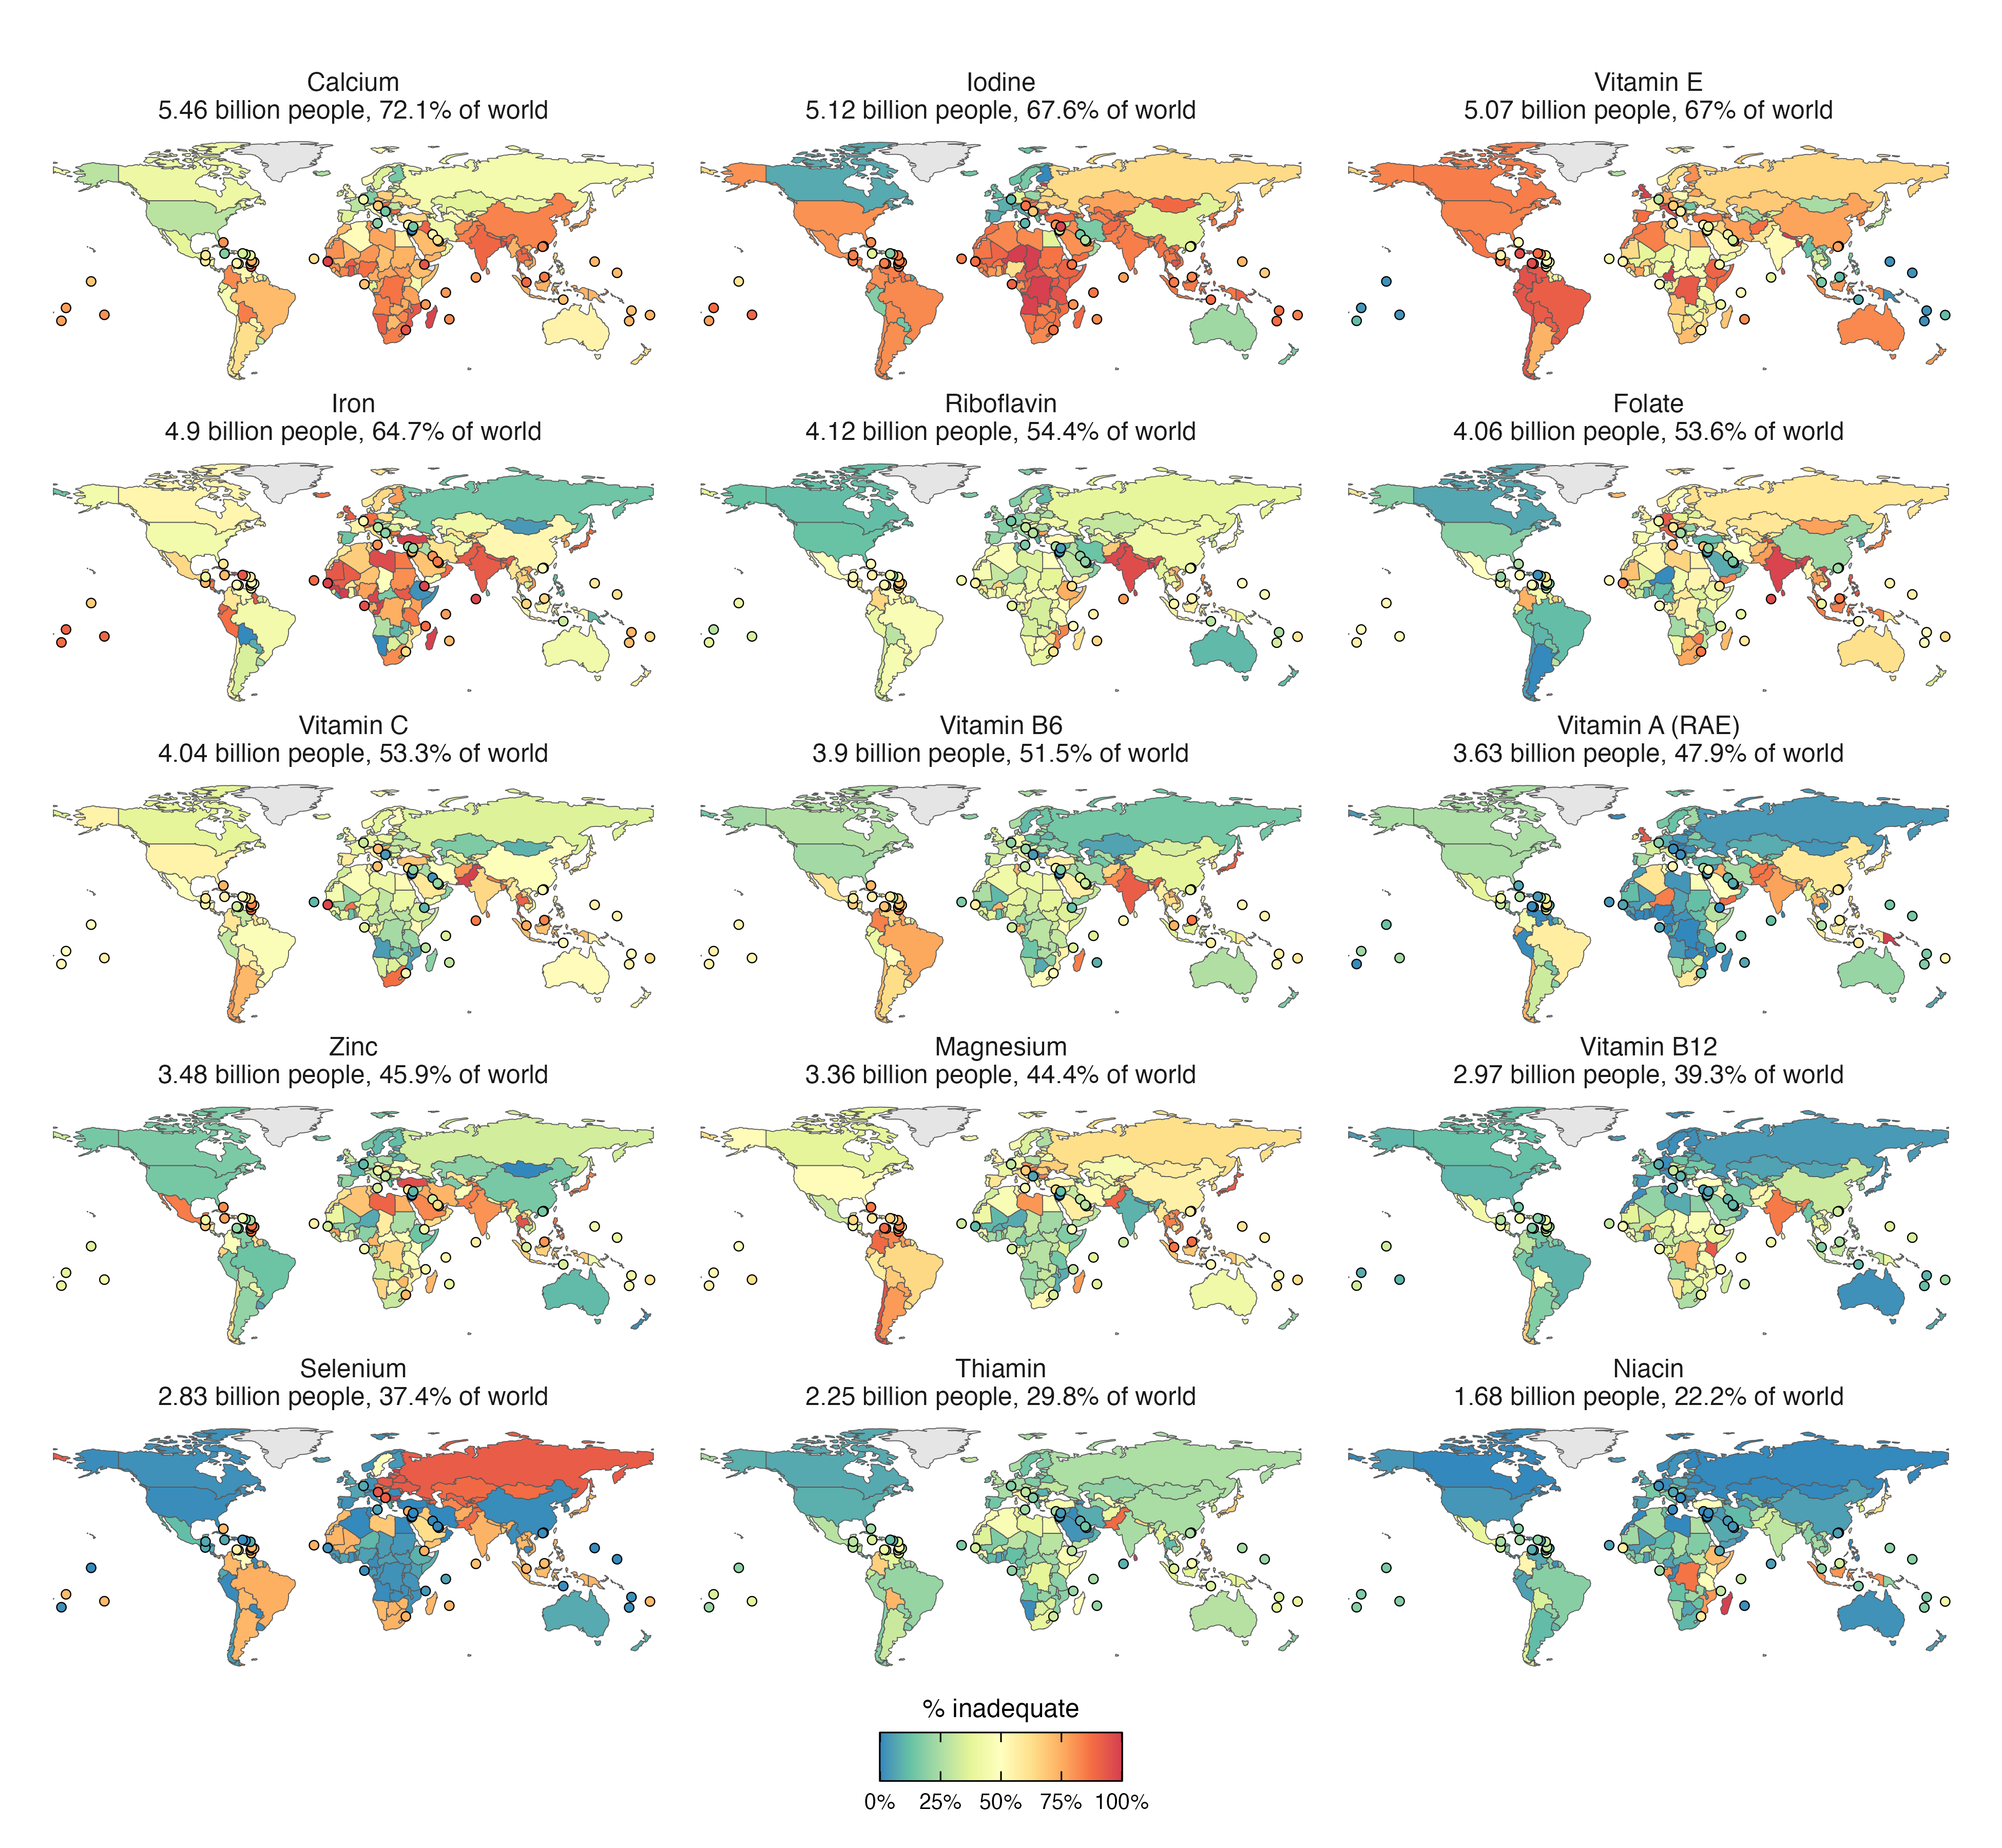 Calcium
5.46 billion people, 72.1% of world
Iodine
5.12 billion people, 67.6% of world
Vitamin E
5.07 billion people, 67% of world
Iron
4.9 billion people, 64.7% of world
Riboflavin
4.12 billion people, 54.4% of world
Folate
4.06 billion people, 53.6% of world
Vitamin C
4.04 billion people, 53.3% of world
Vitamin B6
3.9 billion people, 51.5% of world
Vitamin A (RAE)
3.63 billion people, 47.9% of world
Zinc
3.48 billion people, 45.9% of world
Magnesium
3.36 billion people, 44.4% of world
Vitamin B12
2.97 billion people, 39.3% of world
Selenium
2.83 billion people, 37.4% of world
Thiamin
2.25 billion people, 29.8% of world
Niacin
1.68 billion people, 22.2% of world
% inadequate
0% 25% 50% 75% 100%